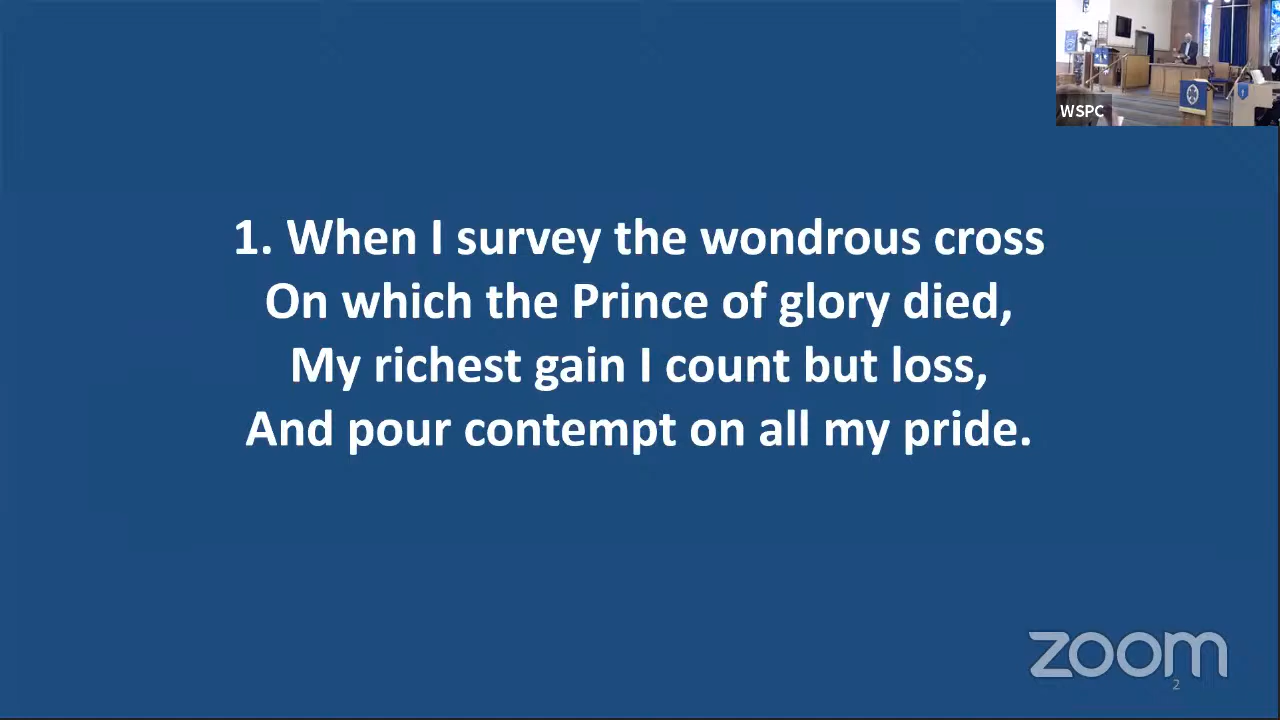 WSPC
1. When I survey the wondrous cross
On which the Prince of glory died,
My richest gain I count but loss,
And pour contempt on all my pride.
zoom
2